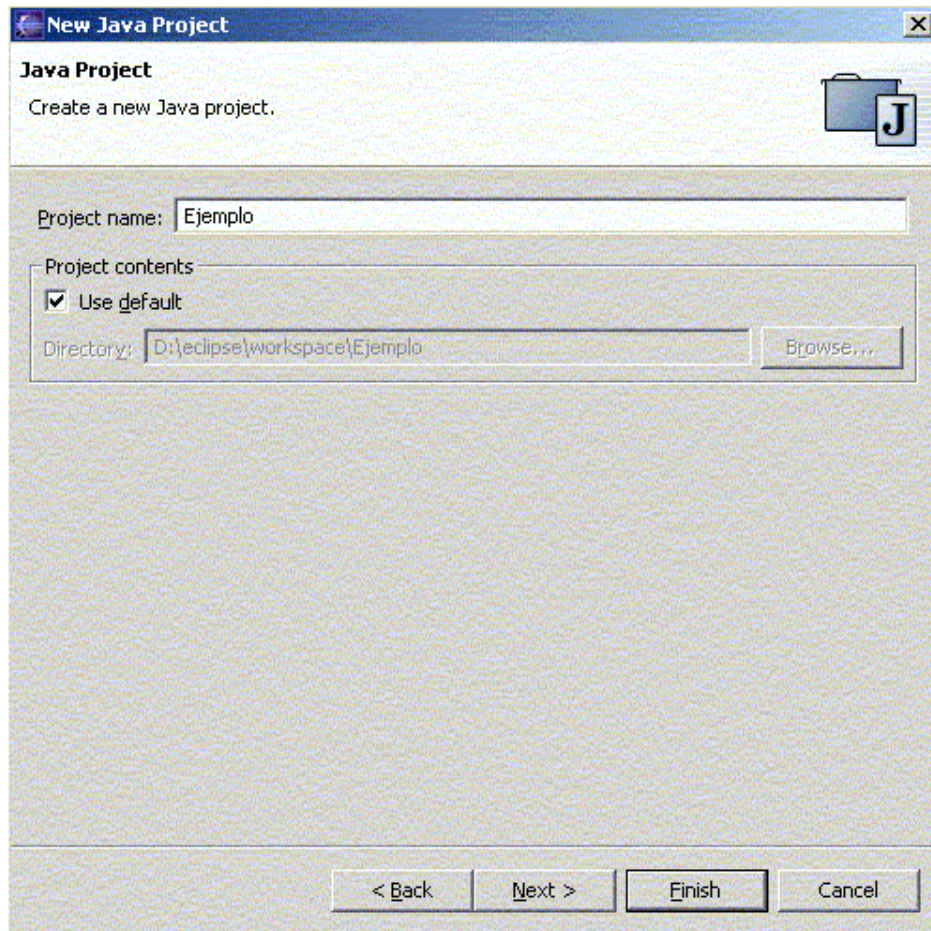 New Java Project
Java Project
Create a new Java project.
J
Project name: Ejemplo
Project contents
Use default
Directory: D:\eclipse\workspace\Ejemplo Browse...
< Back Next > Finish Cancel